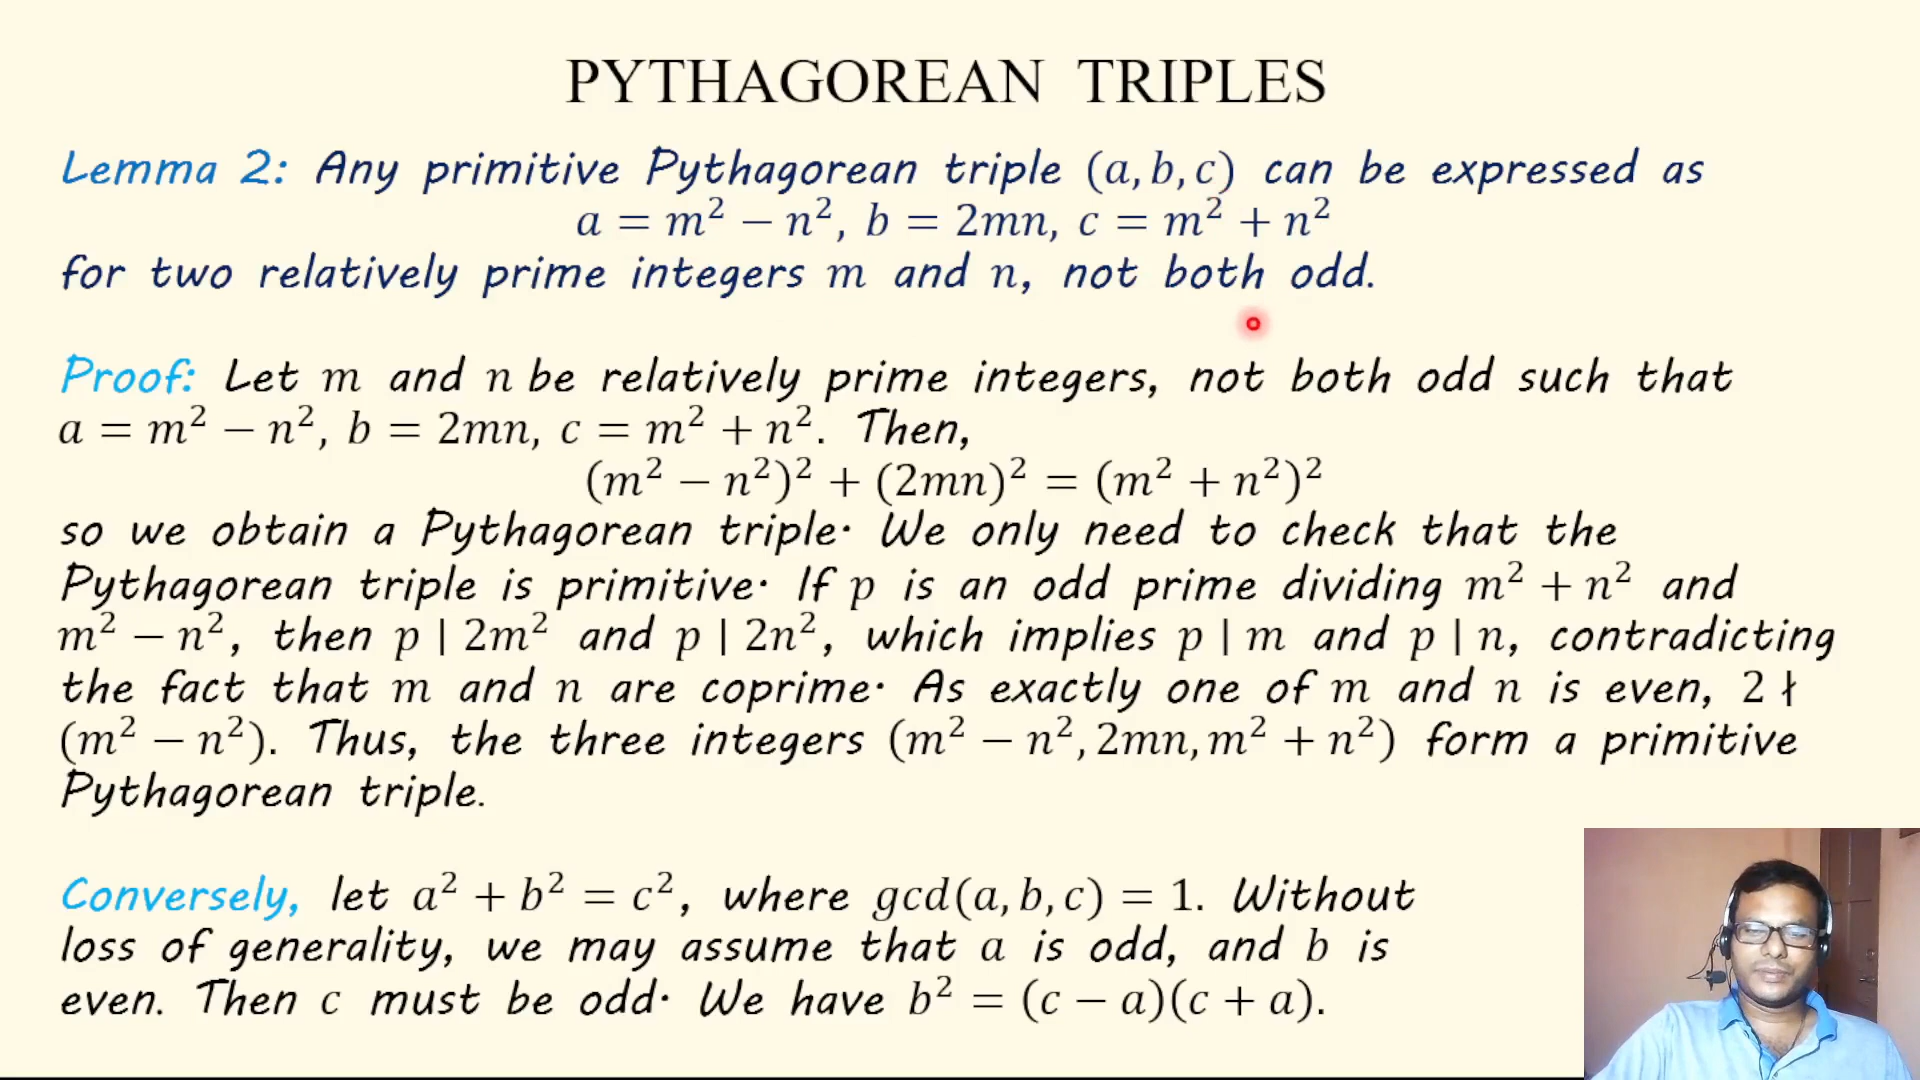 PYTHAGOREAN TRIPLES
Lemma 2: Any primitive Pythagorean triple (a, b, c) can be expressed as
a = m² − n², b = 2mn, c = m² + n²
for two relatively prime integers m and n, not both odd.
Proof: Let m and n be relatively prime integers, not both odd such that
a = m² − n², b = 2mn, c = m² + n². Then,
(m² − n²)² + (2mn)² = (m² + n²)²
so we obtain a Pythagorean triple. We only need to check that the
Pythagorean triple is primitive. If p is an odd prime dividing m² + n² and
m² − n², then p | 2m² and p | 2n², which implies p | m and p | n, contradicting
the fact that m and n are coprime. As exactly one of m and n is even, 2 ∤
(m² − n²). Thus, the three integers (m² − n², 2mn, m² + n²) form a primitive
Pythagorean triple.
Conversely, let a² + b² = c², where gcd(a, b, c) = 1. Without
loss of generality, we may assume that a is odd, and b is
even. Then c must be odd. We have b² = (c − a)(c + a).